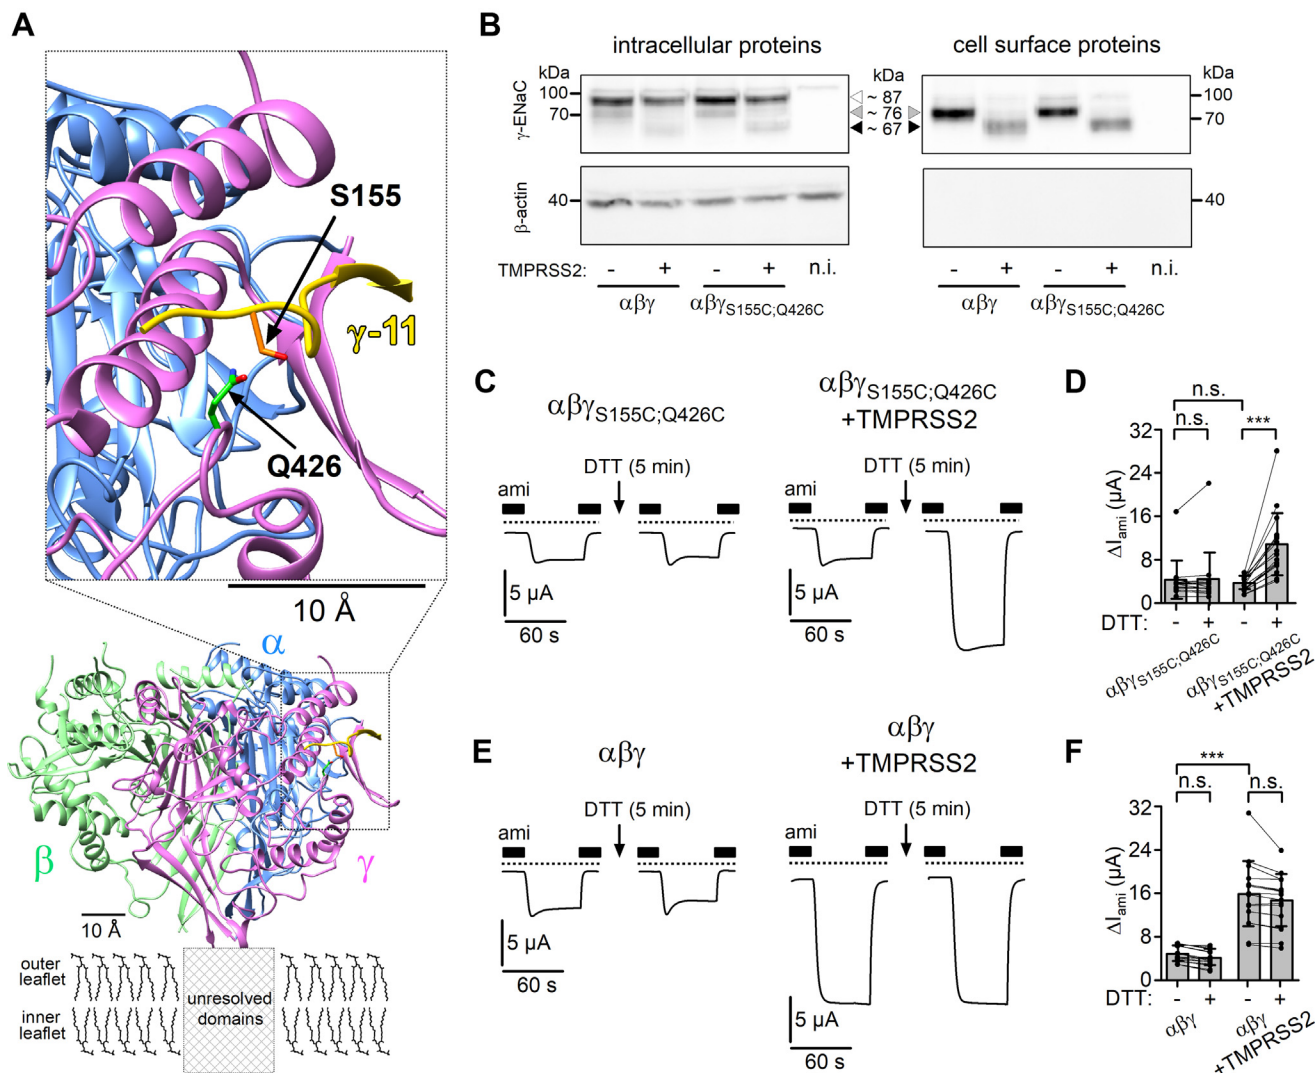 A
S155
γ-11
Q426
10 Å
α
β
γ
10 Å
outer
leaflet
inner
leaflet
unresolved
domains
B
intracellular proteins
cell surface proteins
kDa
kDa
kDa
γ-ENaC
100
70
~ 87
~ 76
~ 67
100
70
β-actin
40
40
TMPRSS2:
- + - + n.i.
- + - + n.i.
αβγ
αβγS155C;Q426C
αβγ
αβγS155C;Q426C
C
αβγS155C;Q426C
αβγS155C;Q426C
+TMPRSS2
DTT (5 min)
DTT (5 min)
ami
ami
5 µA
60 s
5 µA
60 s
D
n.s.
n.s.
***
ΔIami (µA)
32
24
16
8
0
DTT: - + - +
αβγS155C;Q426C
αβγS155C;Q426C
+TMPRSS2
E
αβγ
αβγ
+TMPRSS2
DTT (5 min)
DTT (5 min)
ami
ami
5 µA
60 s
5 µA
60 s
F
***
n.s.
n.s.
ΔIami (µA)
32
24
16
8
0
DTT: - + - +
αβγ
αβγ
+TMPRSS2